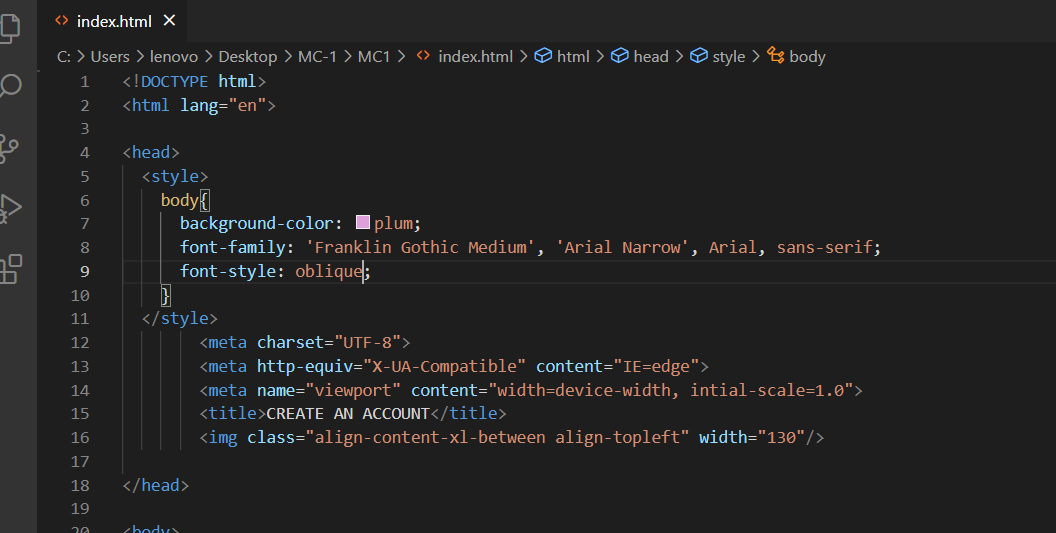 index.html
C: > Users > lenovo > Desktop > MC-1 > MC1 > index.html > html > head > style > body
1 <!DOCTYPE html>
2 <html lang="en">
3
4 <head>
5 <style>
6 body{
7 background-color: plum;
8 font-family: 'Franklin Gothic Medium', 'Arial Narrow', Arial, sans-serif;
9 font-style: oblique;
10 }
11 </style>
12 <meta charset="UTF-8">
13 <meta http-equiv="X-UA-Compatible" content="IE=edge">
14 <meta name="viewport" content="width=device-width, intial-scale=1.0">
15 <title>CREATE AN ACCOUNT</title>
16 <img class="align-content-xl-between align-topleft" width="130"/>
17
18 </head>
19
20 <body>